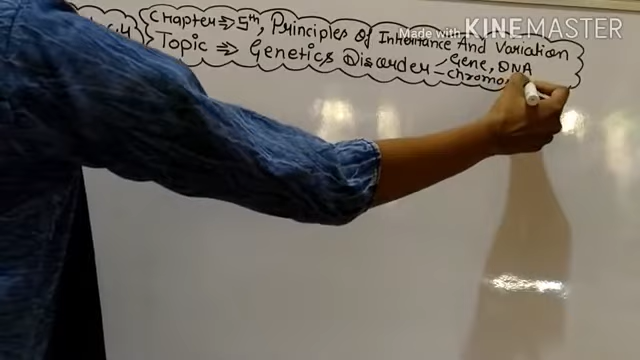 Made with KINEMASTER
Chapter ⇒ 5th, Principles of Inheritance And Variation
Topic ⇒ Genetics Disorder - Gene, DNA